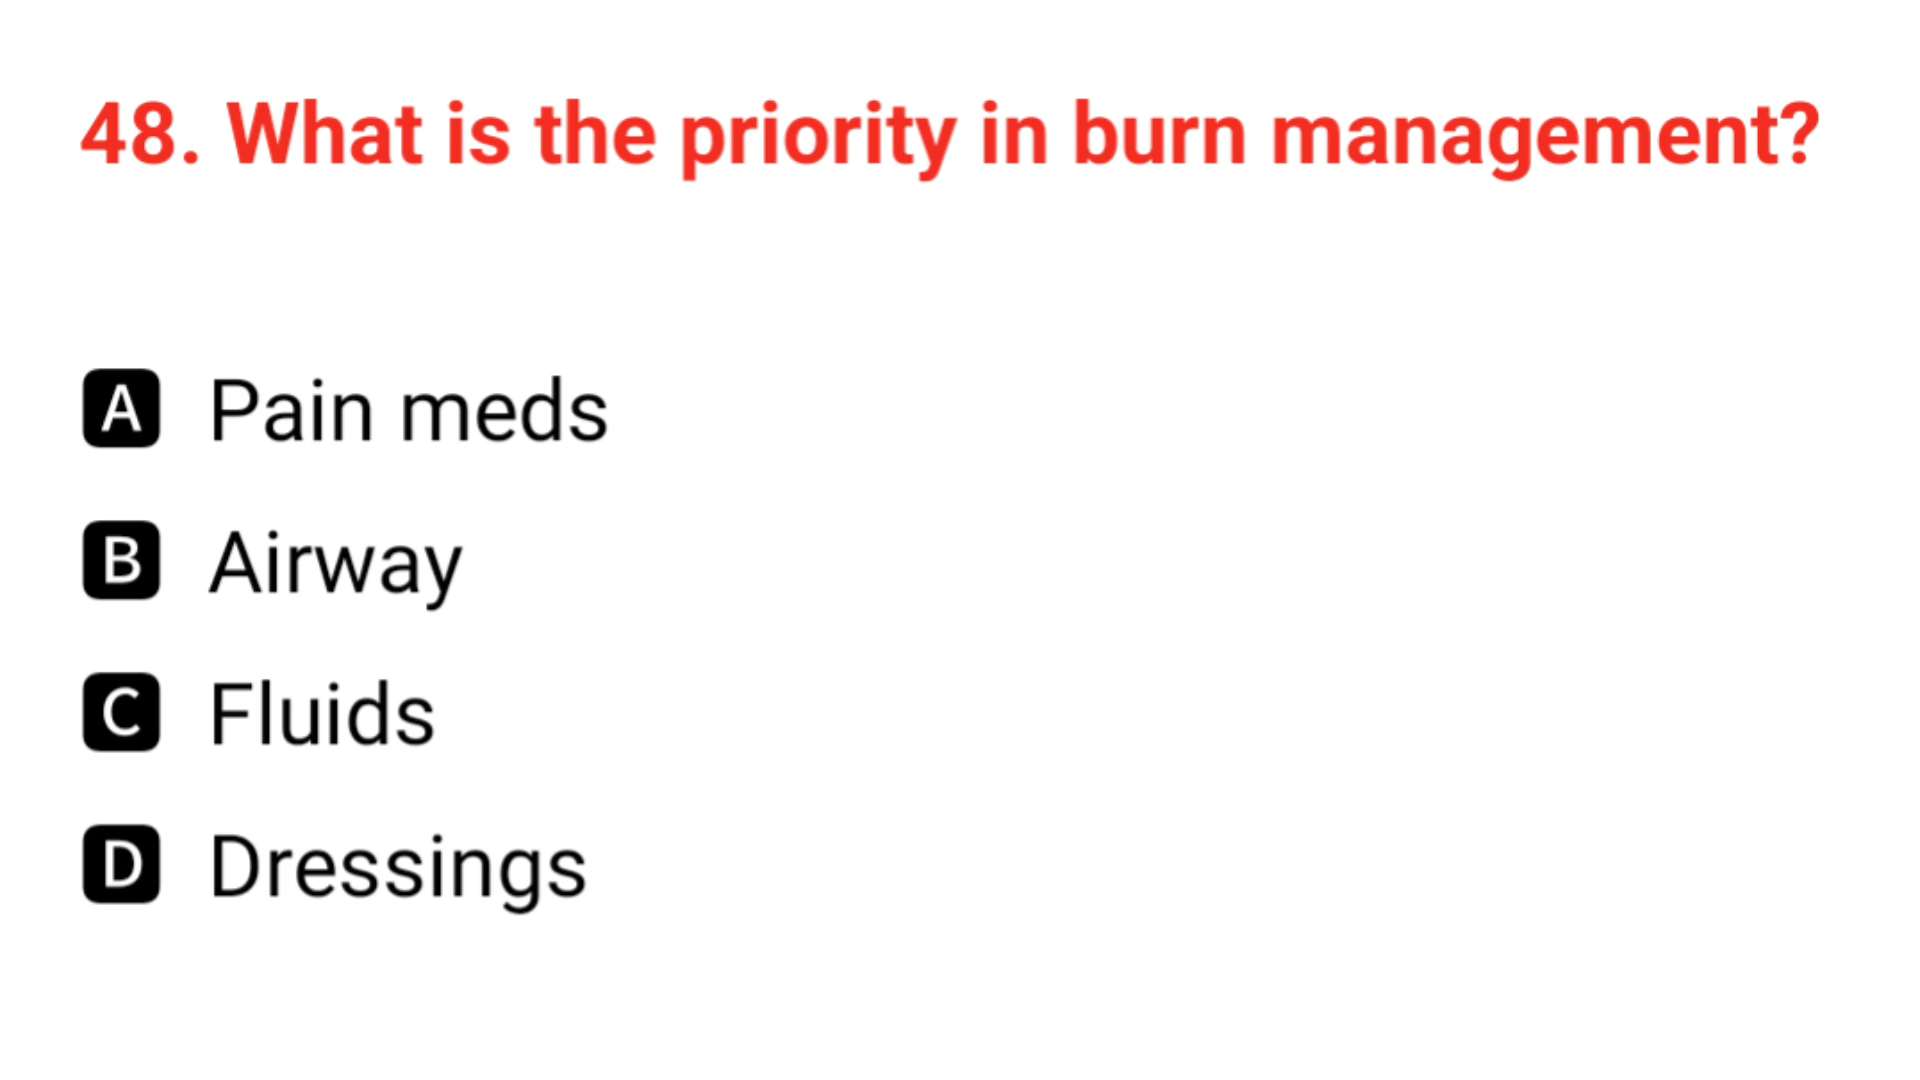 48. What is the priority in burn management?
A Pain meds
B Airway
C Fluids
D Dressings